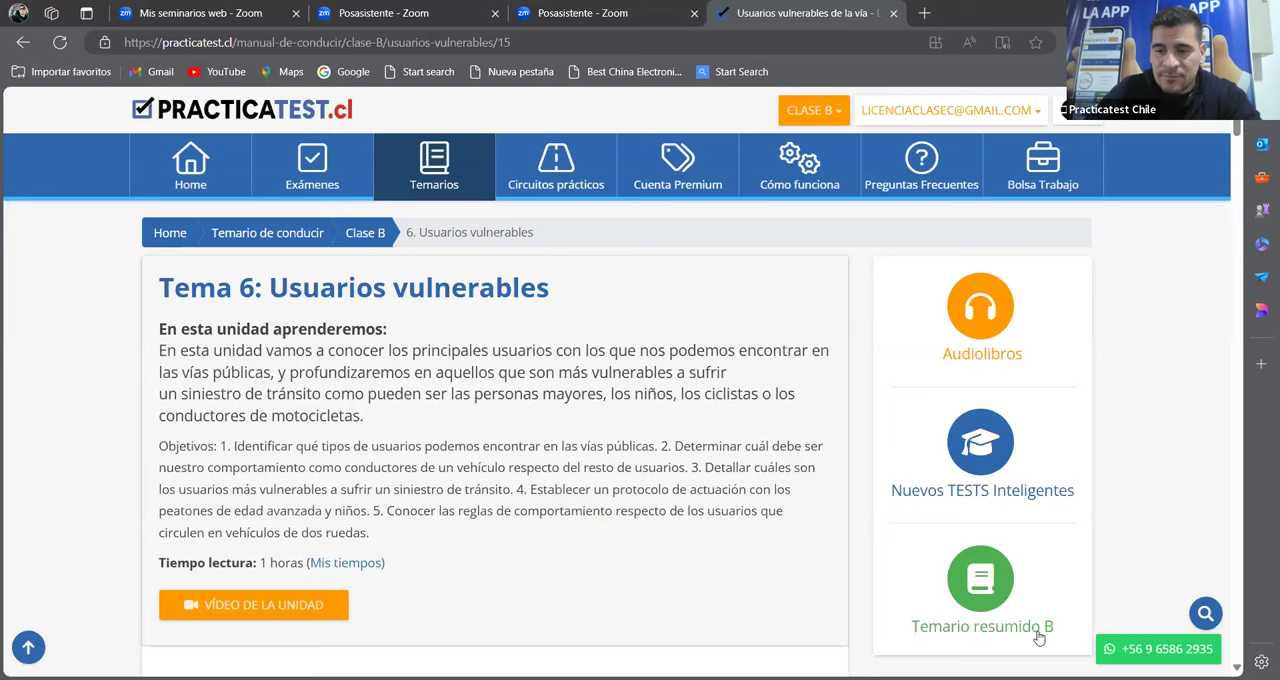 Mis seminarios web - Zoom
Posasistente - Zoom
Posasistente - Zoom
Usuarios vulnerables de la vía - L
https://practicatest.cl/manual-de-conducir/clase-B/usuarios-vulnerables/15
Importar favoritos
Gmail
YouTube
Maps
Google
Start search
Nueva pestaña
Best China Electroni...
Start Search
LA APP
APP
Practicatest Chile
PRACTICATEST.cl
CLASE B
LICENCIACLASEC@GMAIL.COM
Home
Exámenes
Temarios
Circuitos prácticos
Cuenta Premium
Cómo funciona
Preguntas Frecuentes
Bolsa Trabajo
Home
Temario de conducir
Clase B
6. Usuarios vulnerables
Tema 6: Usuarios vulnerables
En esta unidad aprenderemos:
En esta unidad vamos a conocer los principales usuarios con los que nos podemos encontrar en
las vías públicas, y profundizaremos en aquellos que son más vulnerables a sufrir
un siniestro de tránsito como pueden ser las personas mayores, los niños, los ciclistas o los
conductores de motocicletas.
Objetivos: 1. Identificar qué tipos de usuarios podemos encontrar en las vías públicas. 2. Determinar cuál debe ser
nuestro comportamiento como conductores de un vehículo respecto del resto de usuarios. 3. Detallar cuáles son
los usuarios más vulnerables a sufrir un siniestro de tránsito. 4. Establecer un protocolo de actuación con los
peatones de edad avanzada y niños. 5. Conocer las reglas de comportamiento respecto de los usuarios que
circulen en vehículos de dos ruedas.
Tiempo lectura: 1 horas (Mis tiempos)
VÍDEO DE LA UNIDAD
Audiolibros
Nuevos TESTS Inteligentes
Temario resumido B
+56 9 6586 2935